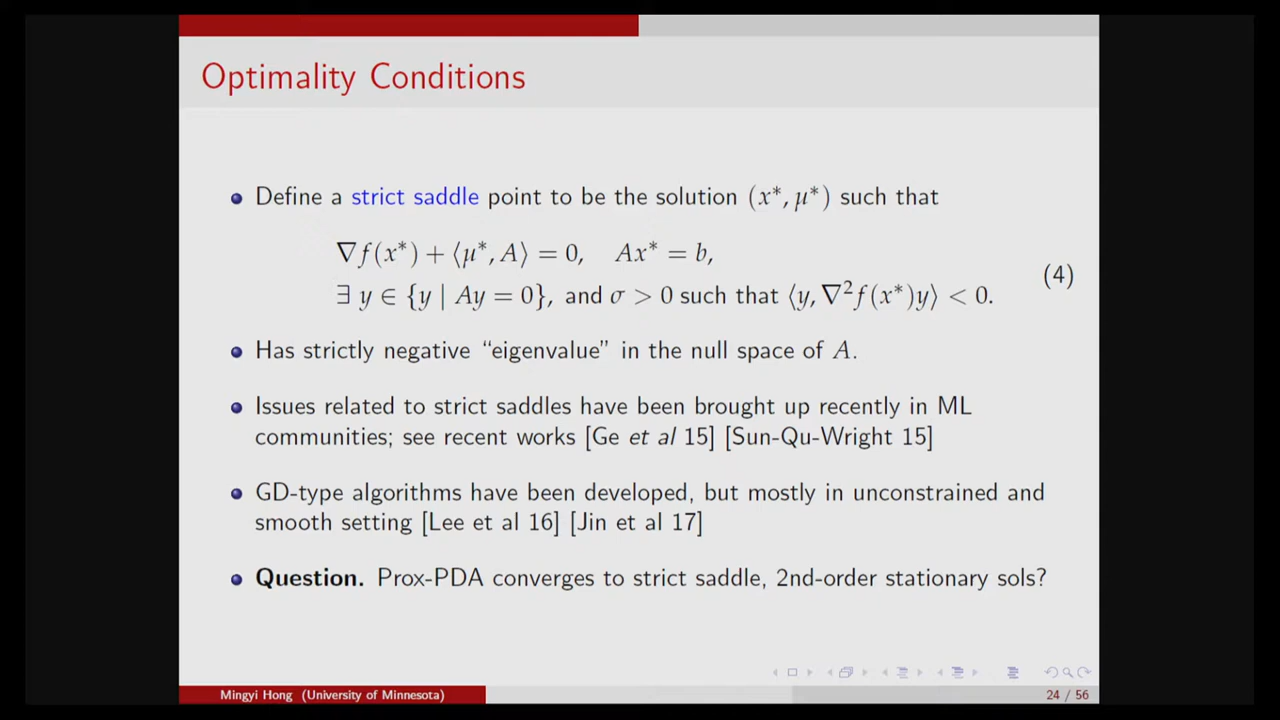 Optimality Conditions
Define a strict saddle point to be the solution (x*, μ*) such that
∇f(x*) + ⟨μ*, A⟩ = 0, Ax* = b,
∃ y ∈ {y | Ay = 0}, and σ > 0 such that ⟨y, ∇²f(x*)y⟩ < 0.
(4)
Has strictly negative “eigenvalue” in the null space of A.
Issues related to strict saddles have been brought up recently in ML
communities; see recent works [Ge et al 15] [Sun-Qu-Wright 15]
GD-type algorithms have been developed, but mostly in unconstrained and
smooth setting [Lee et al 16] [Jin et al 17]
Question. Prox-PDA converges to strict saddle, 2nd-order stationary sols?
Mingyi Hong (University of Minnesota)
24 / 56